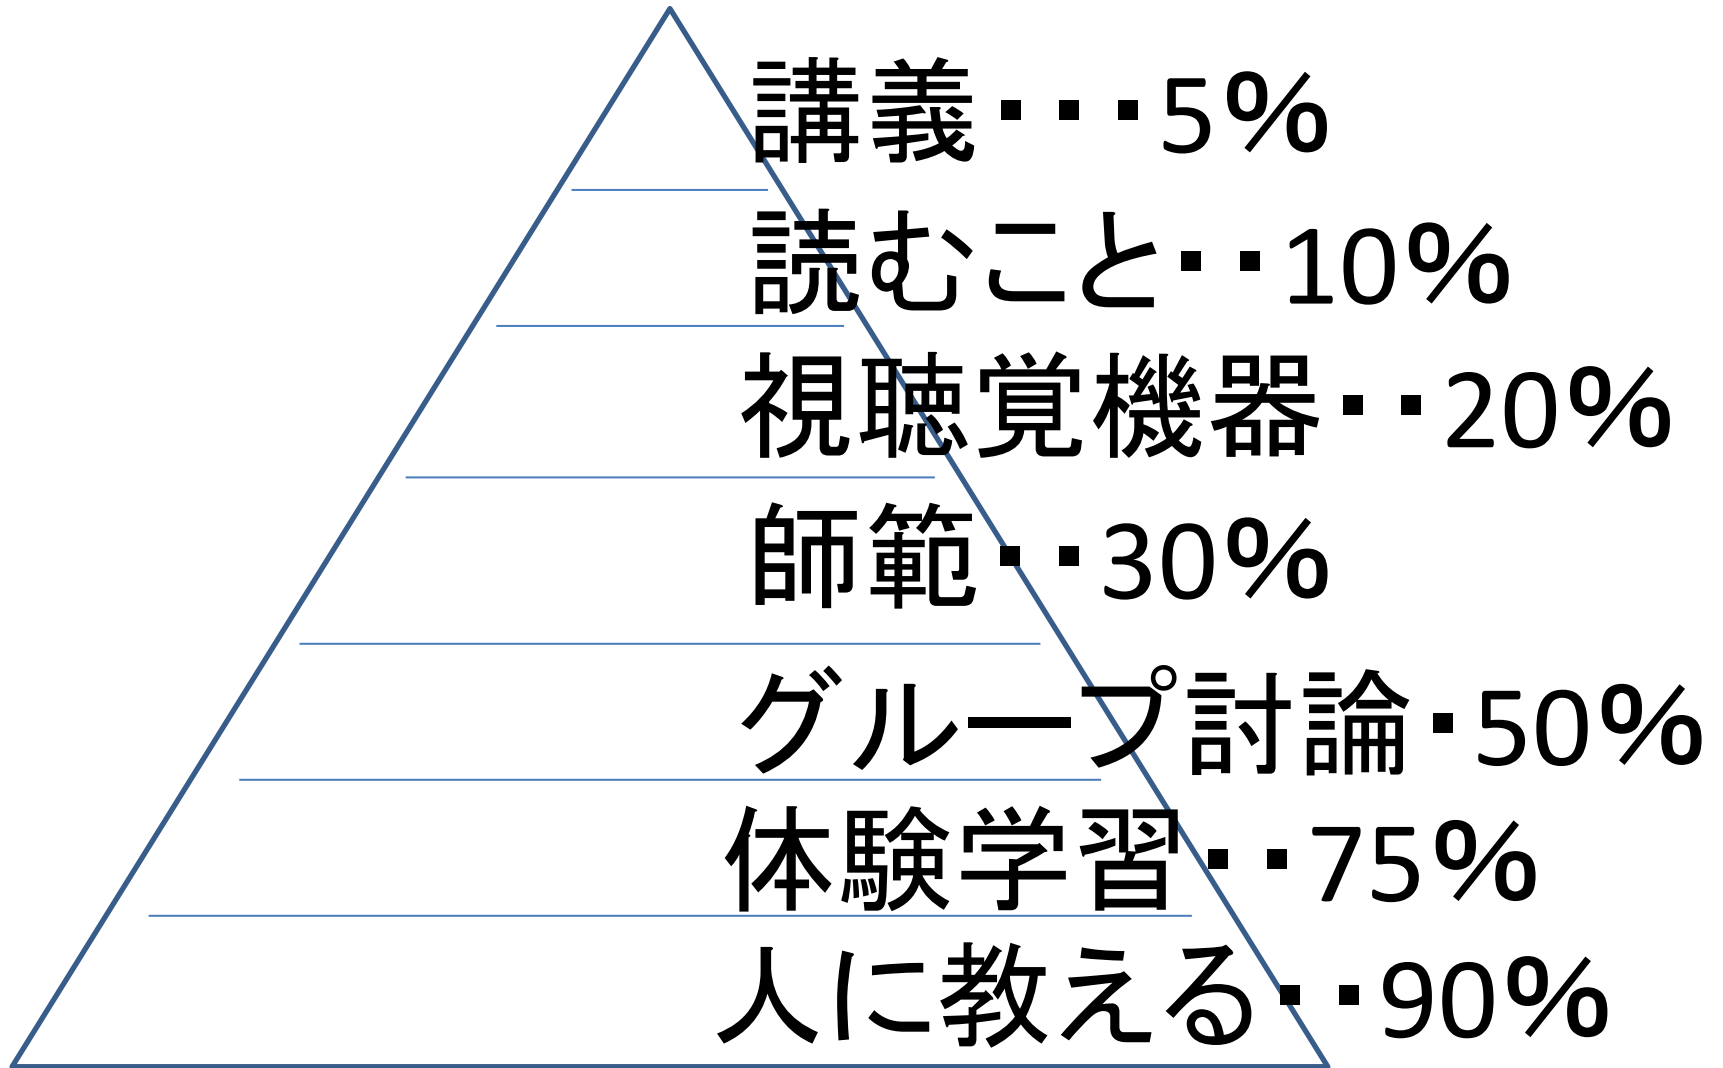 講義・・・5%
読むこと・・10%
視聴覚機器・・20%
師範・・30%
グループ討論・50%
体験学習・・75%
人に教える・・90%